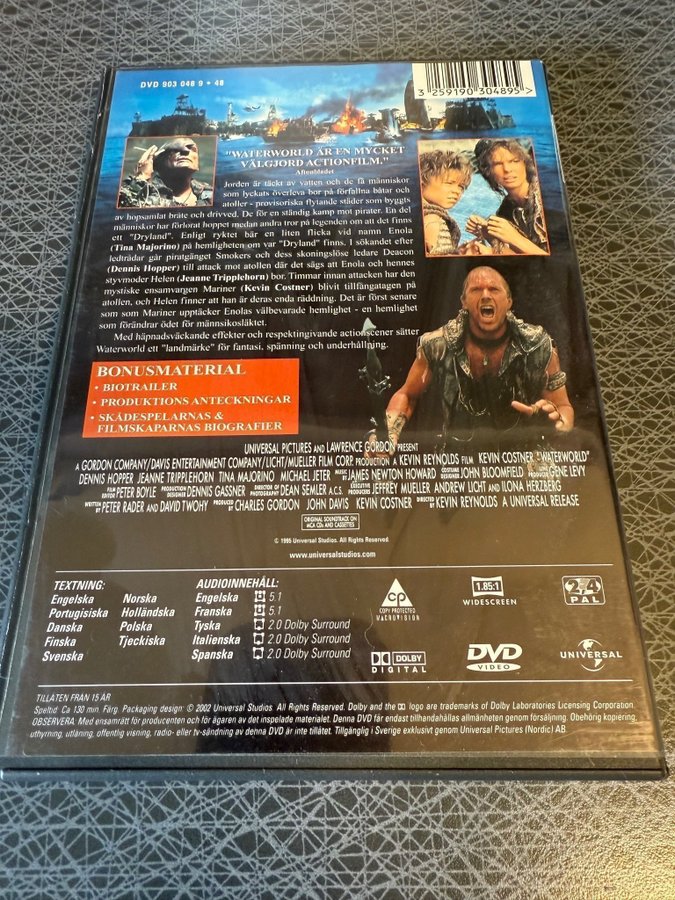 DVD 903 048 9 • 48
3 259190 304895 >
"WATERWORLD ÄR EN MYCKET
VÄLGJORD ACTIONFILM."
Aftonbladet
Jorden är täckt av vatten och de få människor
som lyckats överleva bor på förfallna båtar och
atoller - provisoriska flytande städer som byggts
av hopsamlat bråte och drivved. De för en ständig kamp mot pirater. En del
människor har förlorat hoppet medan andra tror på legenden om att det finns
ett "Dryland". Enligt ryktet bär en liten flicka vid namn Enola
(Tina Majorino) på hemligheten om var "Dryland" finns. I sökandet efter
ledtrådar går piratgänget Smokers och dess skoningslöse ledare Deacon
(Dennis Hopper) till attack mot atollen där det sägs att Enola och hennes
styvmoder Helen (Jeanne Tripplehorn) bor. Timmar innan attacken har den
mystiske ensamvargen Mariner (Kevin Costner) blivit tillfångatagen på
atollen, och Helen finner att han är deras enda räddning. Det är först senare
som som Mariner upptäcker Enolas välbevarade hemlighet - en hemlighet
som förändrar ödet för människosläktet.
Med häpnadsväckande effekter och respektingivande actionscener sätter
Waterworld ett "landmärke" för fantasi, spänning och underhållning.
BONUSMATERIAL
• BIOTRAILER
• PRODUKTIONS ANTECKNINGAR
• SKÅDESPELARNAS &
FILMSKAPARNAS BIOGRAFIER
UNIVERSAL PICTURES AND LAWRENCE GORDON PRESENT
A GORDON COMPANY/DAVIS ENTERTAINMENT COMPANY/LICHT/MUELLER FILM CORP. PRODUCTION A KEVIN REYNOLDS FILM KEVIN COSTNER "WATERWORLD"
DENNIS HOPPER JEANNE TRIPPLEHORN TINA MAJORINO MICHAEL JETER MUSIC BY JAMES NEWTON HOWARD COSTUME DESIGNER JOHN BLOOMFIELD LINE PRODUCER GENE LEVY
FILM EDITOR PETER BOYLE PRODUCTION DESIGNER DENNIS GASSNER DIRECTOR OF PHOTOGRAPHY DEAN SEMLER A.C.S. EXECUTIVE PRODUCERS JEFFREY MUELLER ANDREW LICHT AND ILONA HERZBERG
WRITTEN BY PETER RADER AND DAVID TWOHY PRODUCED BY CHARLES GORDON JOHN DAVIS KEVIN COSTNER DIRECTED BY KEVIN REYNOLDS A UNIVERSAL RELEASE
ORIGINAL SOUNDTRACK ON
MCA CDs AND CASSETTES
© 1995 Universal Studios. All Rights Reserved.
www.universalstudios.com
TEXTNING:
Engelska Norska
Portugisiska Holländska
Danska Polska
Finska Tjeckiska
Svenska
AUDIOINNEHÅLL:
Engelska 5.1
Franska 5.1
Tyska 2.0 Dolby Surround
Italienska 2.0 Dolby Surround
Spanska 2.0 Dolby Surround
CP
COPY PROTECTED
MACROVISION
1.85:1
WIDESCREEN
2,4
PAL
DOLBY
DIGITAL
DVD
VIDEO
UNIVERSAL
TILLÅTEN FRÅN 15 ÅR
Speltid: Ca 130 min. Färg. Packaging design: © 2002 Universal Studios. All Rights Reserved. Dolby and the DD logo are trademarks of Dolby Laboratories Licensing Corporation.
OBSERVERA. Med ensamrätt för producenten och för ägaren av det inspelade materialet. Denna DVD får endast tillhandahållas allmänheten genom försäljning. Obehörig kopiering,
uthyrning, utlåning, offentlig visning, radio- eller tv-sändning av denna DVD är inte tillåtet. Tillgänglig i Sverige exklusivt genom Universal Pictures (Nordic) AB.